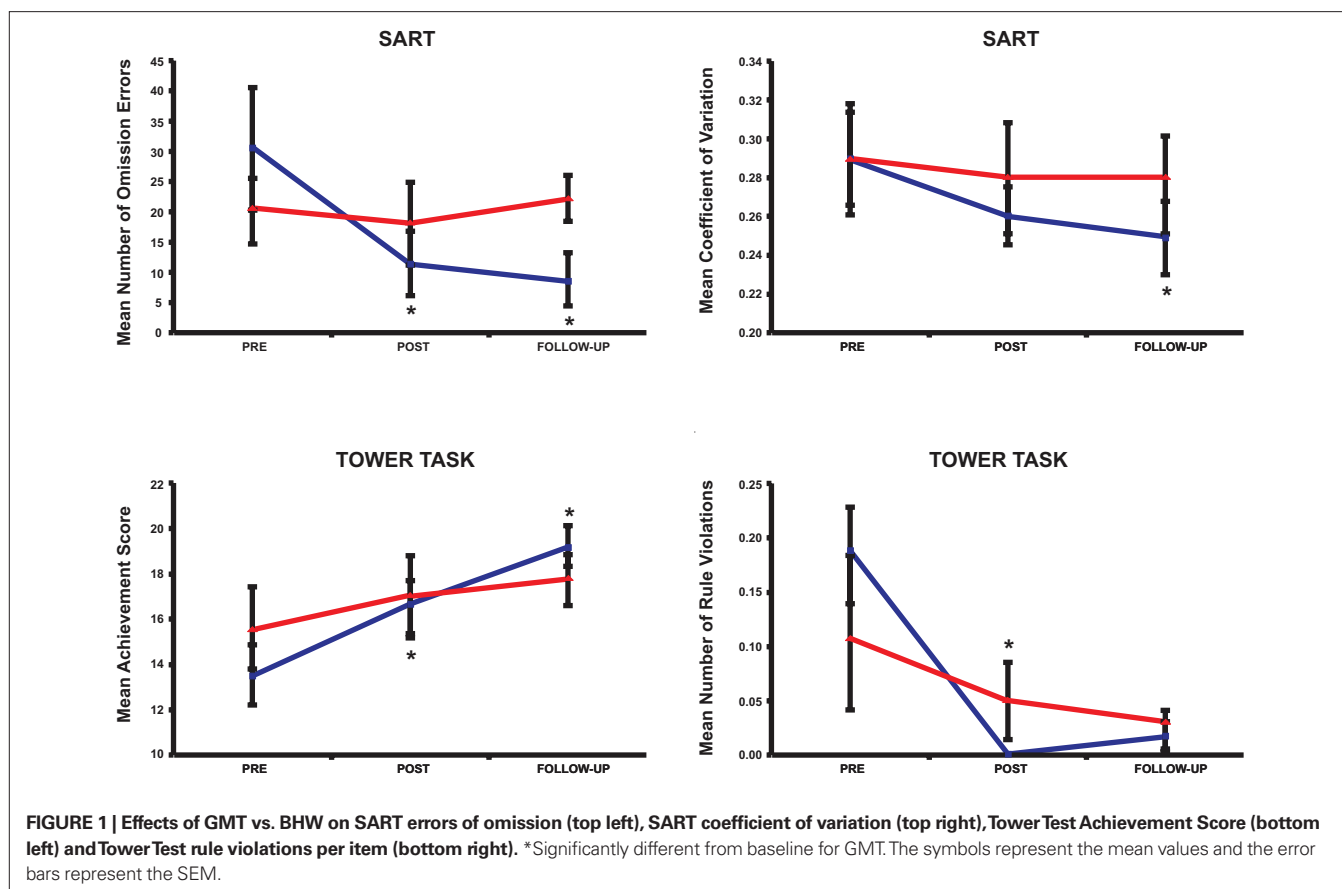 SART
Mean Number of Omission Errors
45
40
35
30
25
20
15
10
5
0
*
*
PRE POST FOLLOW-UP
SART
Mean Coefficient of Variation
0.34
0.32
0.30
0.28
0.26
0.24
0.22
0.20
*
PRE POST FOLLOW-UP
TOWER TASK
Mean Achievement Score
22
20
18
16
14
12
10
*
*
PRE POST FOLLOW-UP
TOWER TASK
Mean Number of Rule Violations
0.25
0.20
0.15
0.10
0.05
0.00
*
PRE POST FOLLOW-UP
FIGURE 1 | Effects of GMT vs. BHW on SART errors of omission (top left), SART coefficient of variation (top right), Tower Test Achievement Score (bottom
left) and Tower Test rule violations per item (bottom right). *Significantly different from baseline for GMT. The symbols represent the mean values and the error
bars represent the SEM.